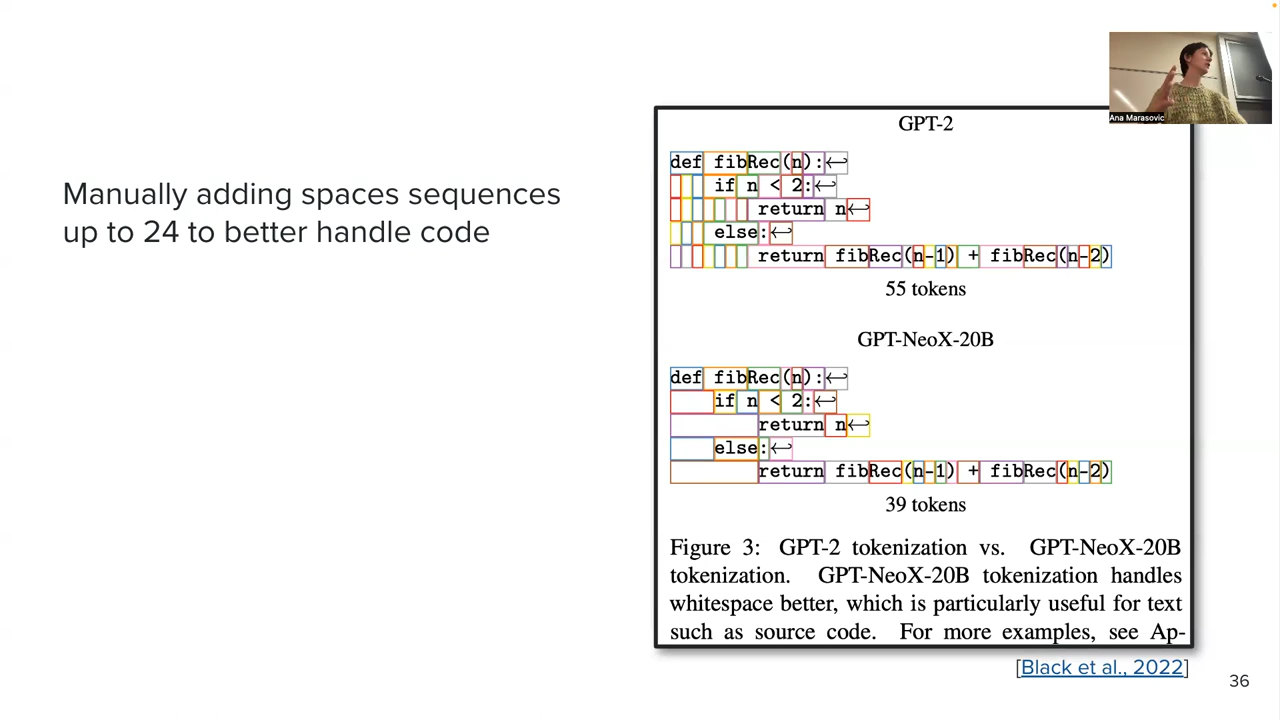 Ana Marasovic
Manually adding spaces sequences
up to 24 to better handle code
GPT-2
def fibRec(n):↩
    if n < 2:↩
        return n↩
    else:↩
        return fibRec(n-1) + fibRec(n-2)
55 tokens
GPT-NeoX-20B
def fibRec(n):↩
    if n < 2:↩
        return n↩
    else:↩
        return fibRec(n-1) + fibRec(n-2)
39 tokens
Figure 3: GPT-2 tokenization vs. GPT-NeoX-20B
tokenization. GPT-NeoX-20B tokenization handles
whitespace better, which is particularly useful for text
such as source code. For more examples, see Ap-
[Black et al., 2022]
36